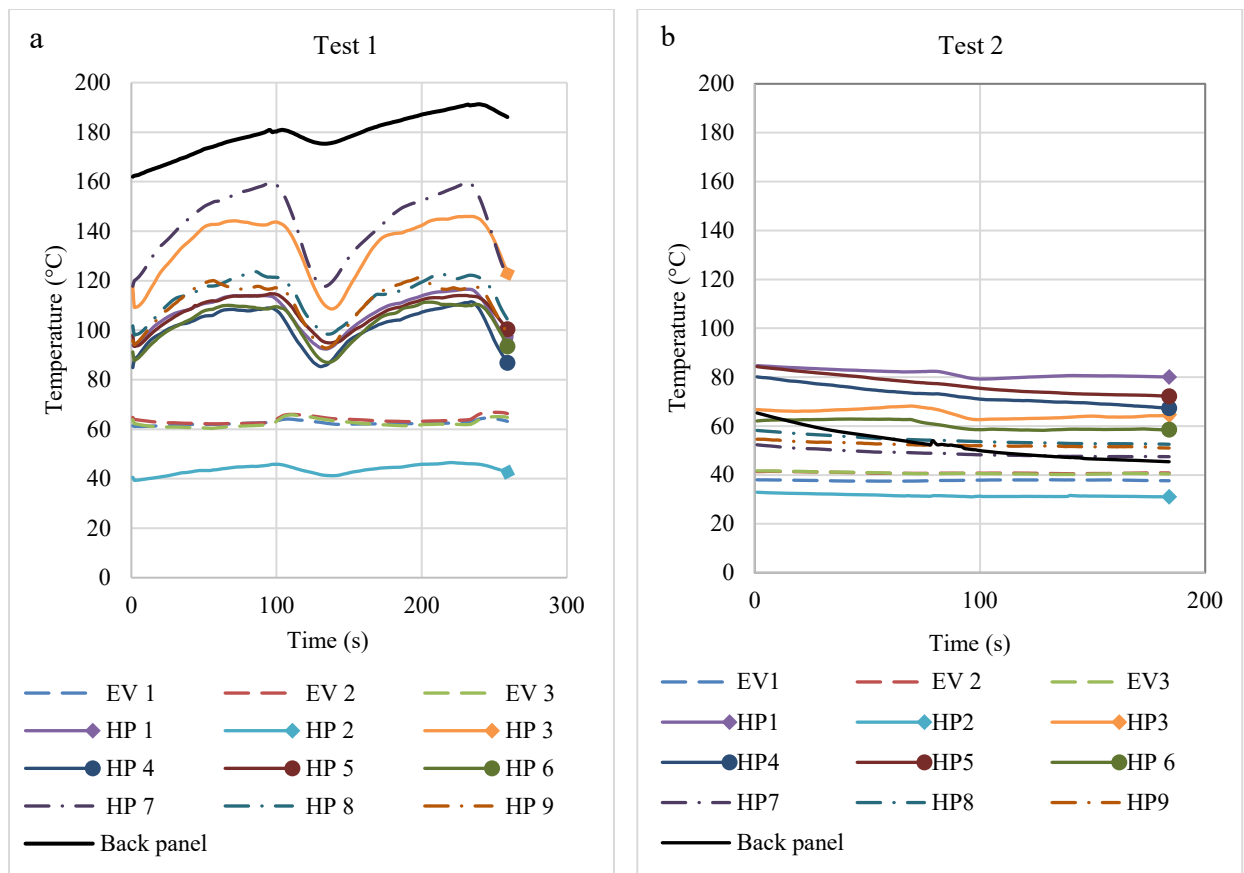 a
Test 1
200
180
160
140
120
100
80
60
40
20
0
Temperature (°C)
0 100 200 300
Time (s)
EV 1 EV 2 EV 3
HP 1 HP 2 HP 3
HP 4 HP 5 HP 6
HP 7 HP 8 HP 9
Back panel
b
Test 2
200
180
160
140
120
100
80
60
40
20
0
Temperature (°C)
0 100 200
Time (s)
EV1 EV 2 EV3
HP1 HP2 HP3
HP4 HP5 HP 6
HP7 HP8 HP9
Back panel